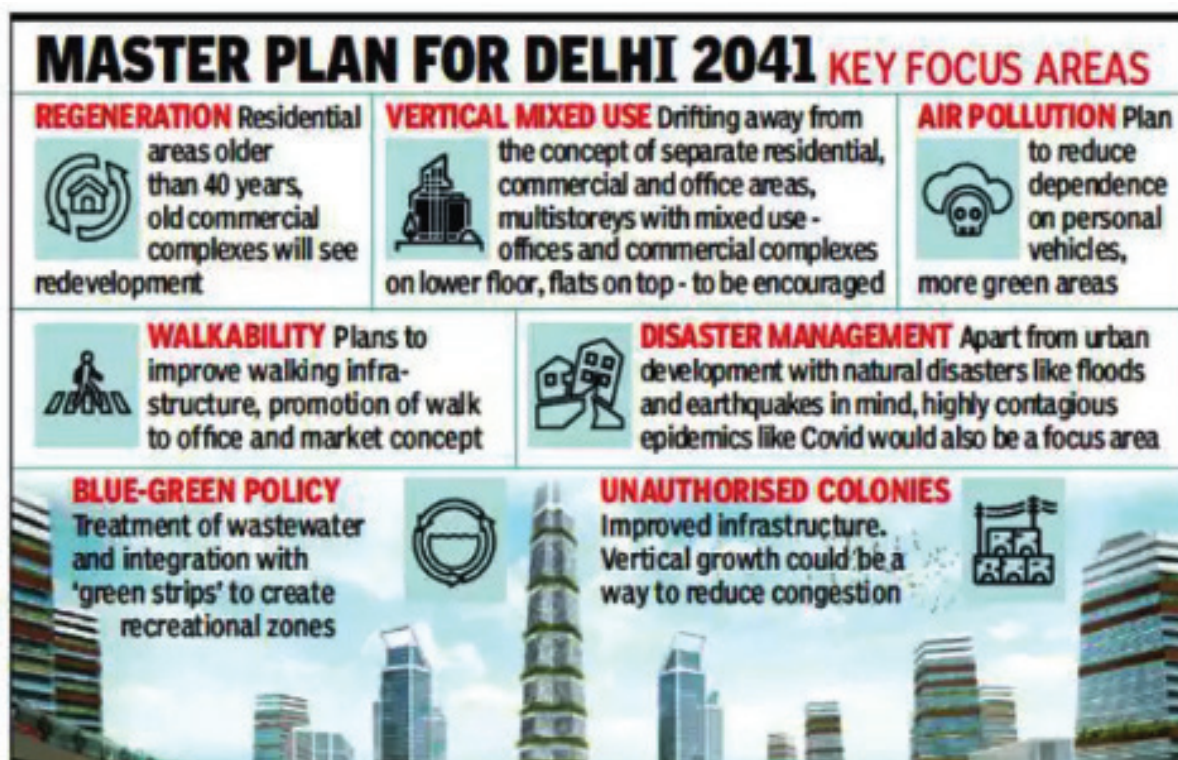 MASTER PLAN FOR DELHI 2041 KEY FOCUS AREAS
REGENERATION Residential
areas older
than 40 years,
old commercial
complexes will see
redevelopment
VERTICAL MIXED USE Drifting away from
the concept of separate residential,
commercial and office areas,
multistoreys with mixed use -
offices and commercial complexes
on lower floor, flats on top - to be encouraged
AIR POLLUTION Plan
to reduce
dependence
on personal
vehicles,
more green areas
WALKABILITY Plans to
improve walking infra-
structure, promotion of walk
to office and market concept
DISASTER MANAGEMENT Apart from urban
development with natural disasters like floods
and earthquakes in mind, highly contagious
epidemics like Covid would also be a focus area
BLUE-GREEN POLICY
Treatment of wastewater
and integration with
'green strips' to create
recreational zones
UNAUTHORISED COLONIES
Improved infrastructure.
Vertical growth could be a
way to reduce congestion